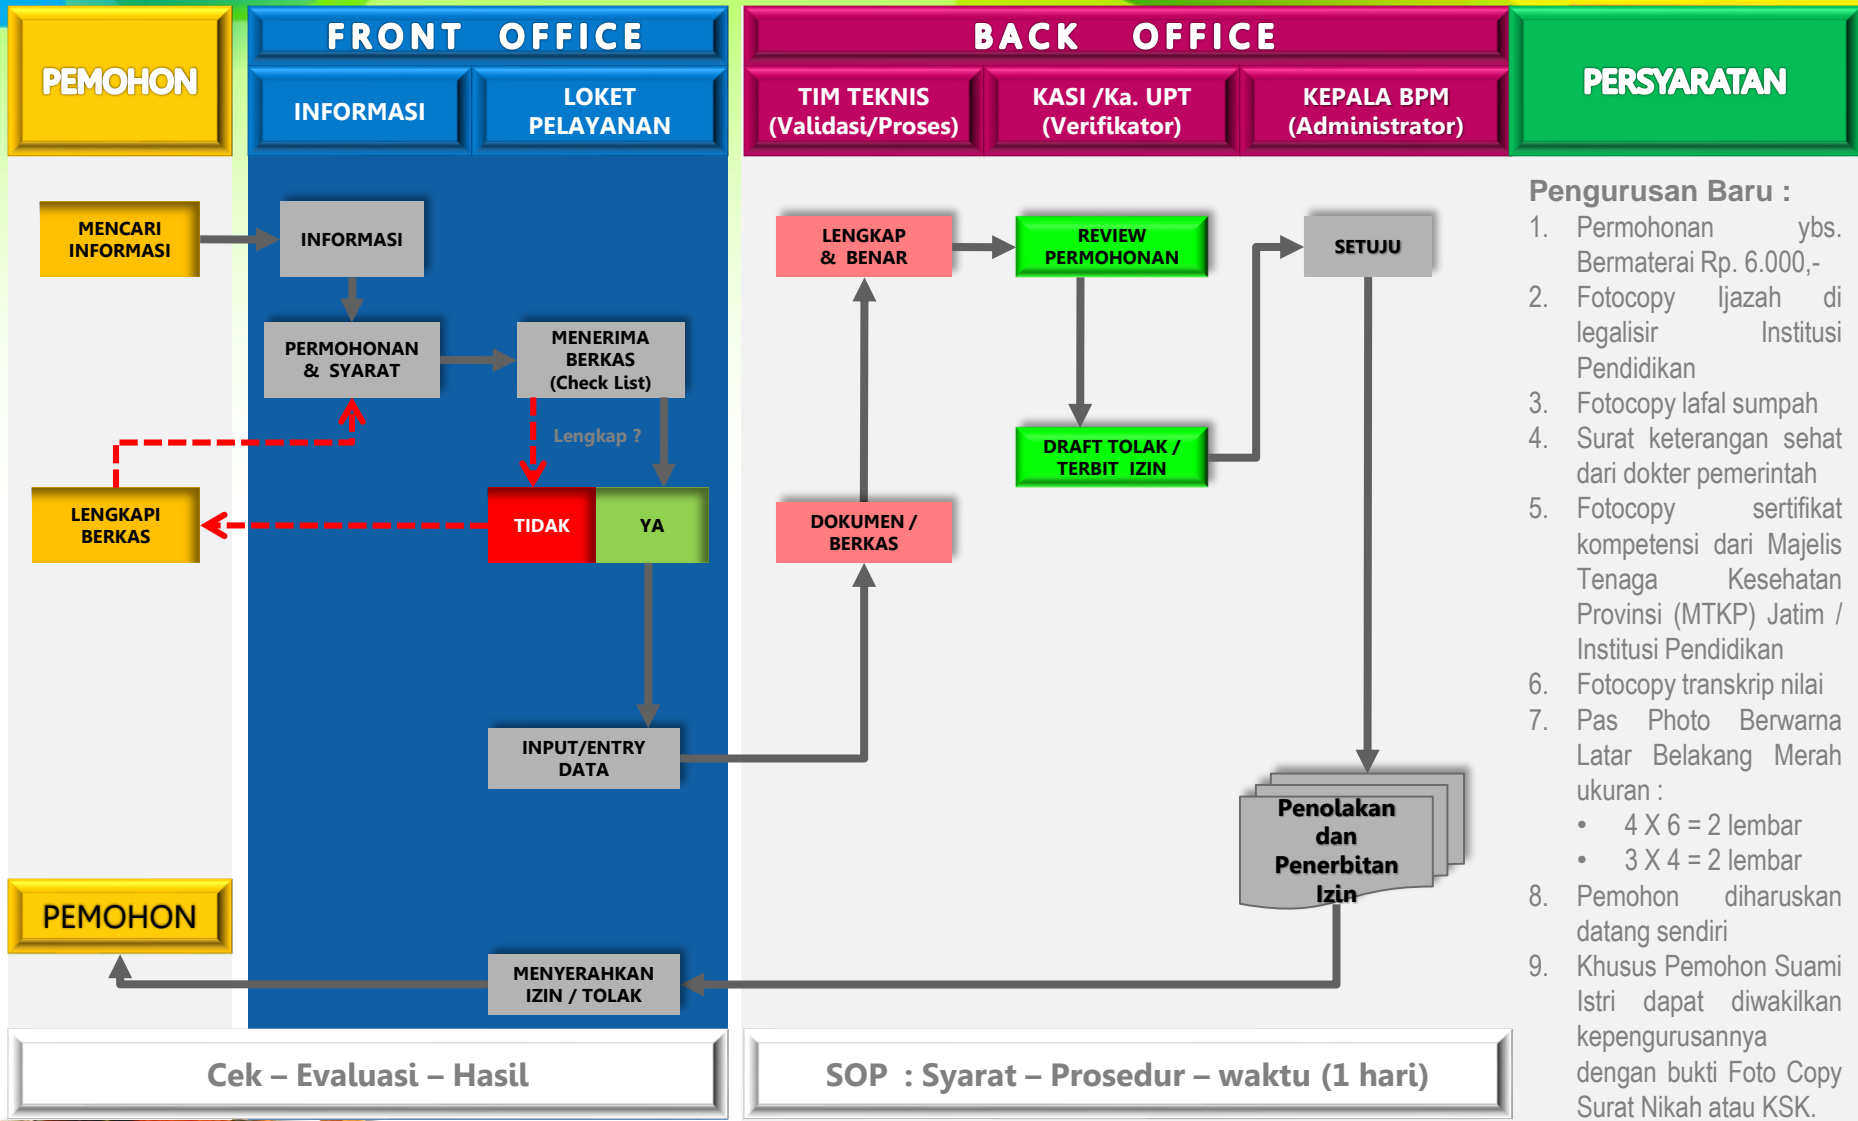 PEMOHON
FRONT OFFICE
INFORMASI
LOKET
PELAYANAN
BACK OFFICE
TIM TEKNIS
(Validasi/Proses)
KASI /Ka. UPT
(Verifikator)
KEPALA BPM
(Administrator)
PERSYARATAN
MENCARI
INFORMASI
INFORMASI
PERMOHONAN
& SYARAT
MENERIMA
BERKAS
(Check List)
Lengkap ?
LENGKAPI
BERKAS
TIDAK
YA
INPUT/ENTRY
DATA
LENGKAP
& BENAR
DOKUMEN /
BERKAS
REVIEW
PERMOHONAN
DRAFT TOLAK /
TERBIT IZIN
SETUJU
Penolakan
dan
Penerbitan
Izin
PEMOHON
MENYERAHKAN
IZIN / TOLAK
Cek – Evaluasi – Hasil
SOP : Syarat – Prosedur – waktu (1 hari)
Pengurusan Baru :
1. Permohonan ybs.
Bermaterai Rp. 6.000,-
2. Fotocopy Ijazah di
legalisir Institusi
Pendidikan
3. Fotocopy lafal sumpah
4. Surat keterangan sehat
dari dokter pemerintah
5. Fotocopy sertifikat
kompetensi dari Majelis
Tenaga Kesehatan
Provinsi (MTKP) Jatim /
Institusi Pendidikan
6. Fotocopy transkrip nilai
7. Pas Photo Berwarna
Latar Belakang Merah
ukuran :
• 4 X 6 = 2 lembar
• 3 X 4 = 2 lembar
8. Pemohon diharuskan
datang sendiri
9. Khusus Pemohon Suami
Istri dapat diwakilkan
kepengurusannya
dengan bukti Foto Copy
Surat Nikah atau KSK.